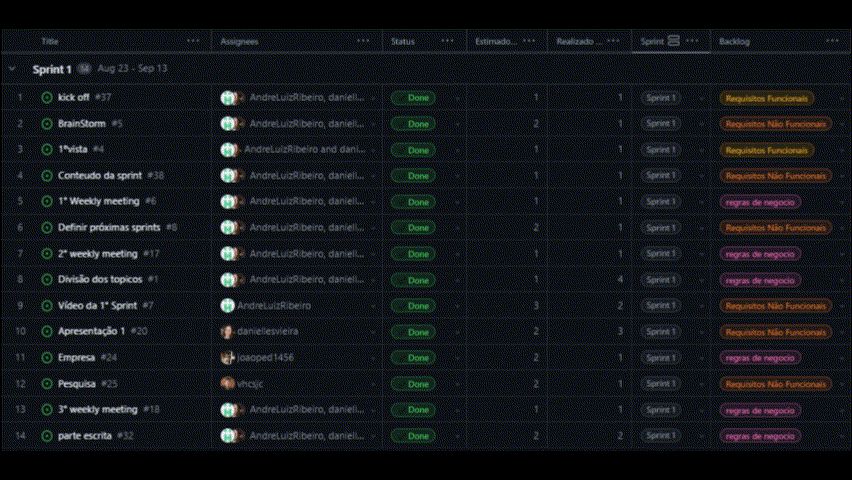 Title Assignees Status Estimado... Realizado ... Sprint Backlog
Sprint 1 14 Aug 23 - Sep 13
1 kick off #37 AndreLuizRibeiro, daniell... Done 1 1 Sprint 1 Requisitos Funcionais
2 BrainStorm #5 AndreLuizRibeiro, daniell... Done 2 1 Sprint 1 Requisitos Não Funcionais
3 1ªvista #4 AndreLuizRibeiro and dani... Done 1 1 Sprint 1 Requisitos Funcionais
4 Conteudo da sprint #38 AndreLuizRibeiro, daniell... Done 1 1 Sprint 1 Requisitos Não Funcionais
5 1° Weekly meeting #6 AndreLuizRibeiro, daniell... Done 1 1 Sprint 1 regras de negocio
6 Definir próximas sprints #8 AndreLuizRibeiro, daniell... Done 2 1 Sprint 1 Requisitos Não Funcionais
7 2° weekly meeting #17 AndreLuizRibeiro, daniell... Done 1 1 Sprint 1 regras de negocio
8 Divisão dos topicos #1 AndreLuizRibeiro, daniell... Done 1 4 Sprint 1 regras de negocio
9 Vídeo da 1° Sprint #7 AndreLuizRibeiro Done 3 2 Sprint 1 Requisitos Não Funcionais
10 Apresentação 1 #20 daniellesvieira Done 2 3 Sprint 1 Requisitos Não Funcionais
11 Empresa #24 joaoped1456 Done 2 1 Sprint 1 regras de negocio
12 Pesquisa #25 vhcsjc Done 2 1 Sprint 1 Requisitos Não Funcionais
13 3° weekly meeting #18 AndreLuizRibeiro, daniell... Done 1 1 Sprint 1 regras de negocio
14 parte escrita #32 AndreLuizRibeiro, daniell... Done 2 2 Sprint 1 regras de negocio